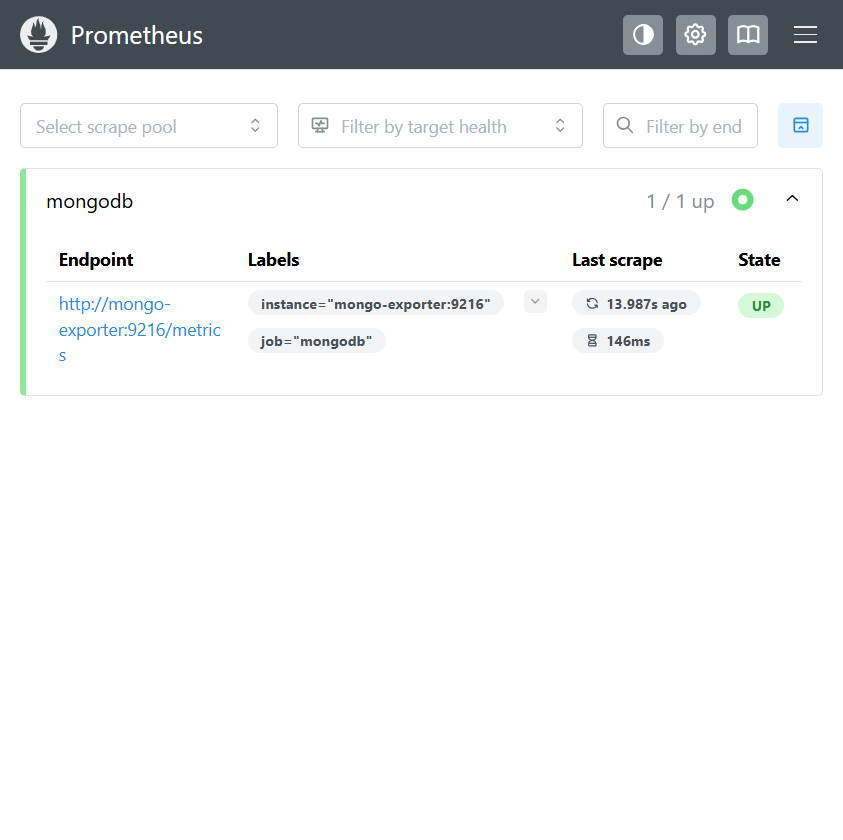 Prometheus
Select scrape pool
Filter by target health
Filter by end
mongodb
1 / 1 up
Endpoint Labels Last scrape State
http://mongo-
exporter:9216/metric
s
instance="mongo-exporter:9216"
job="mongodb"
13.987s ago
146ms
UP